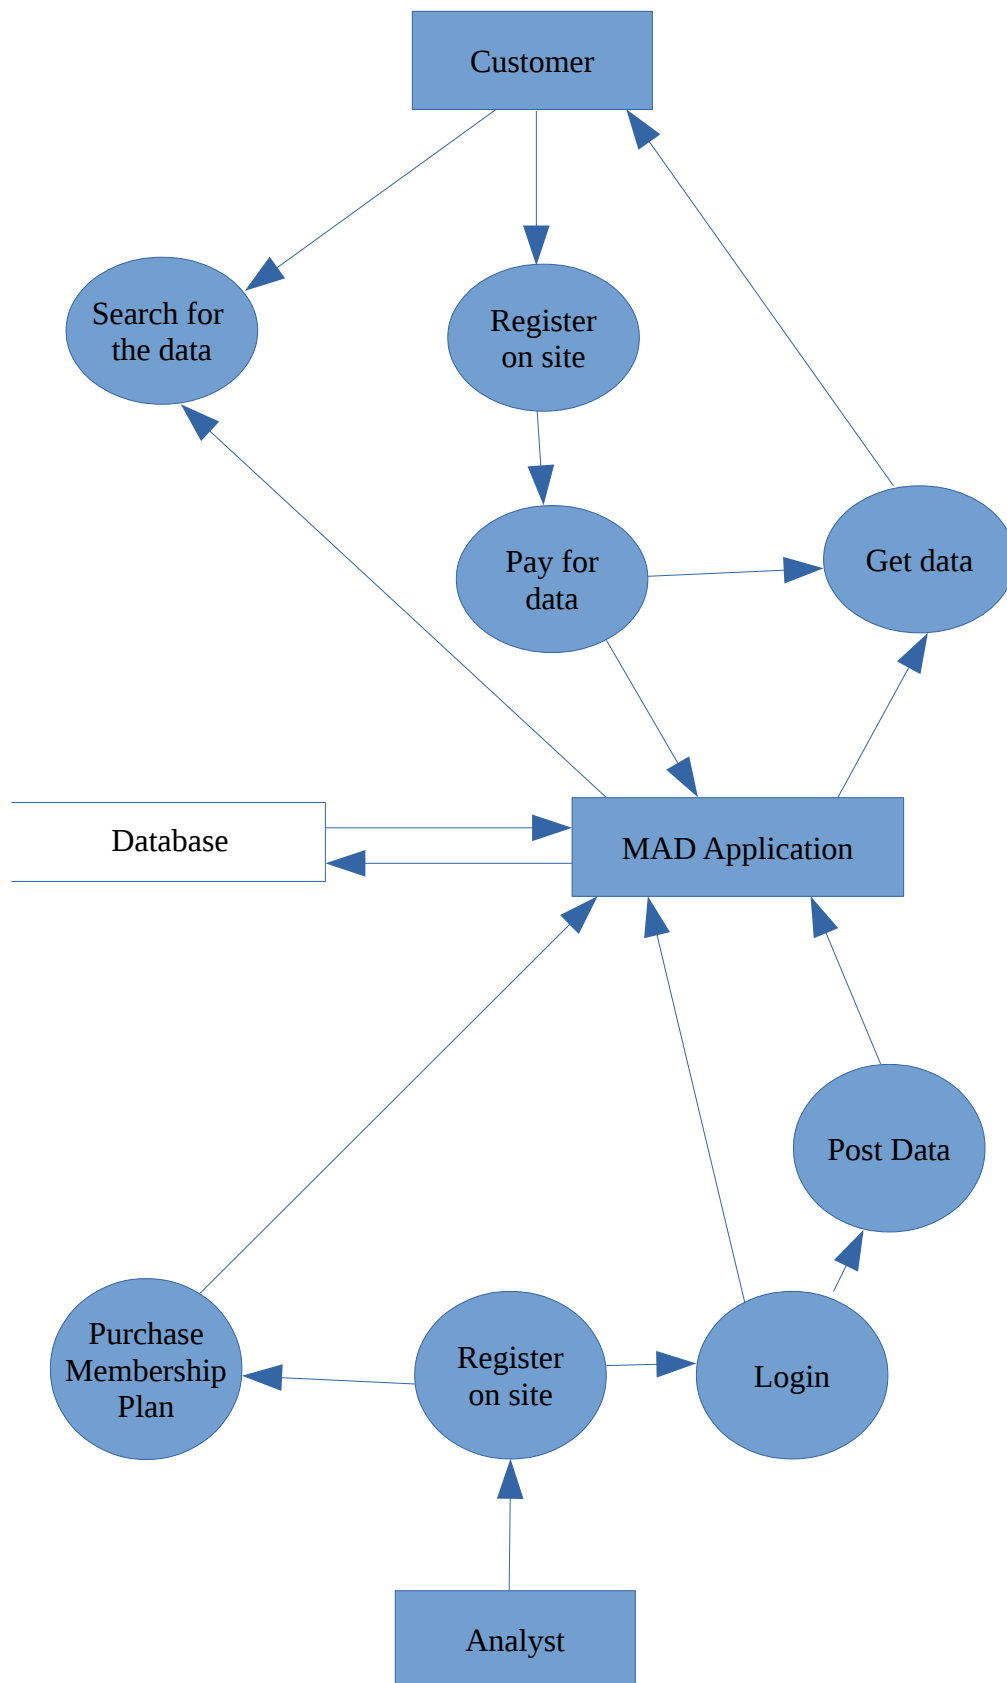 Customer
Search for
the data
Register
on site
Pay for
data
Get data
Database
MAD Application
Post Data
Purchase
Membership
Plan
Register
on site
Login
Analyst